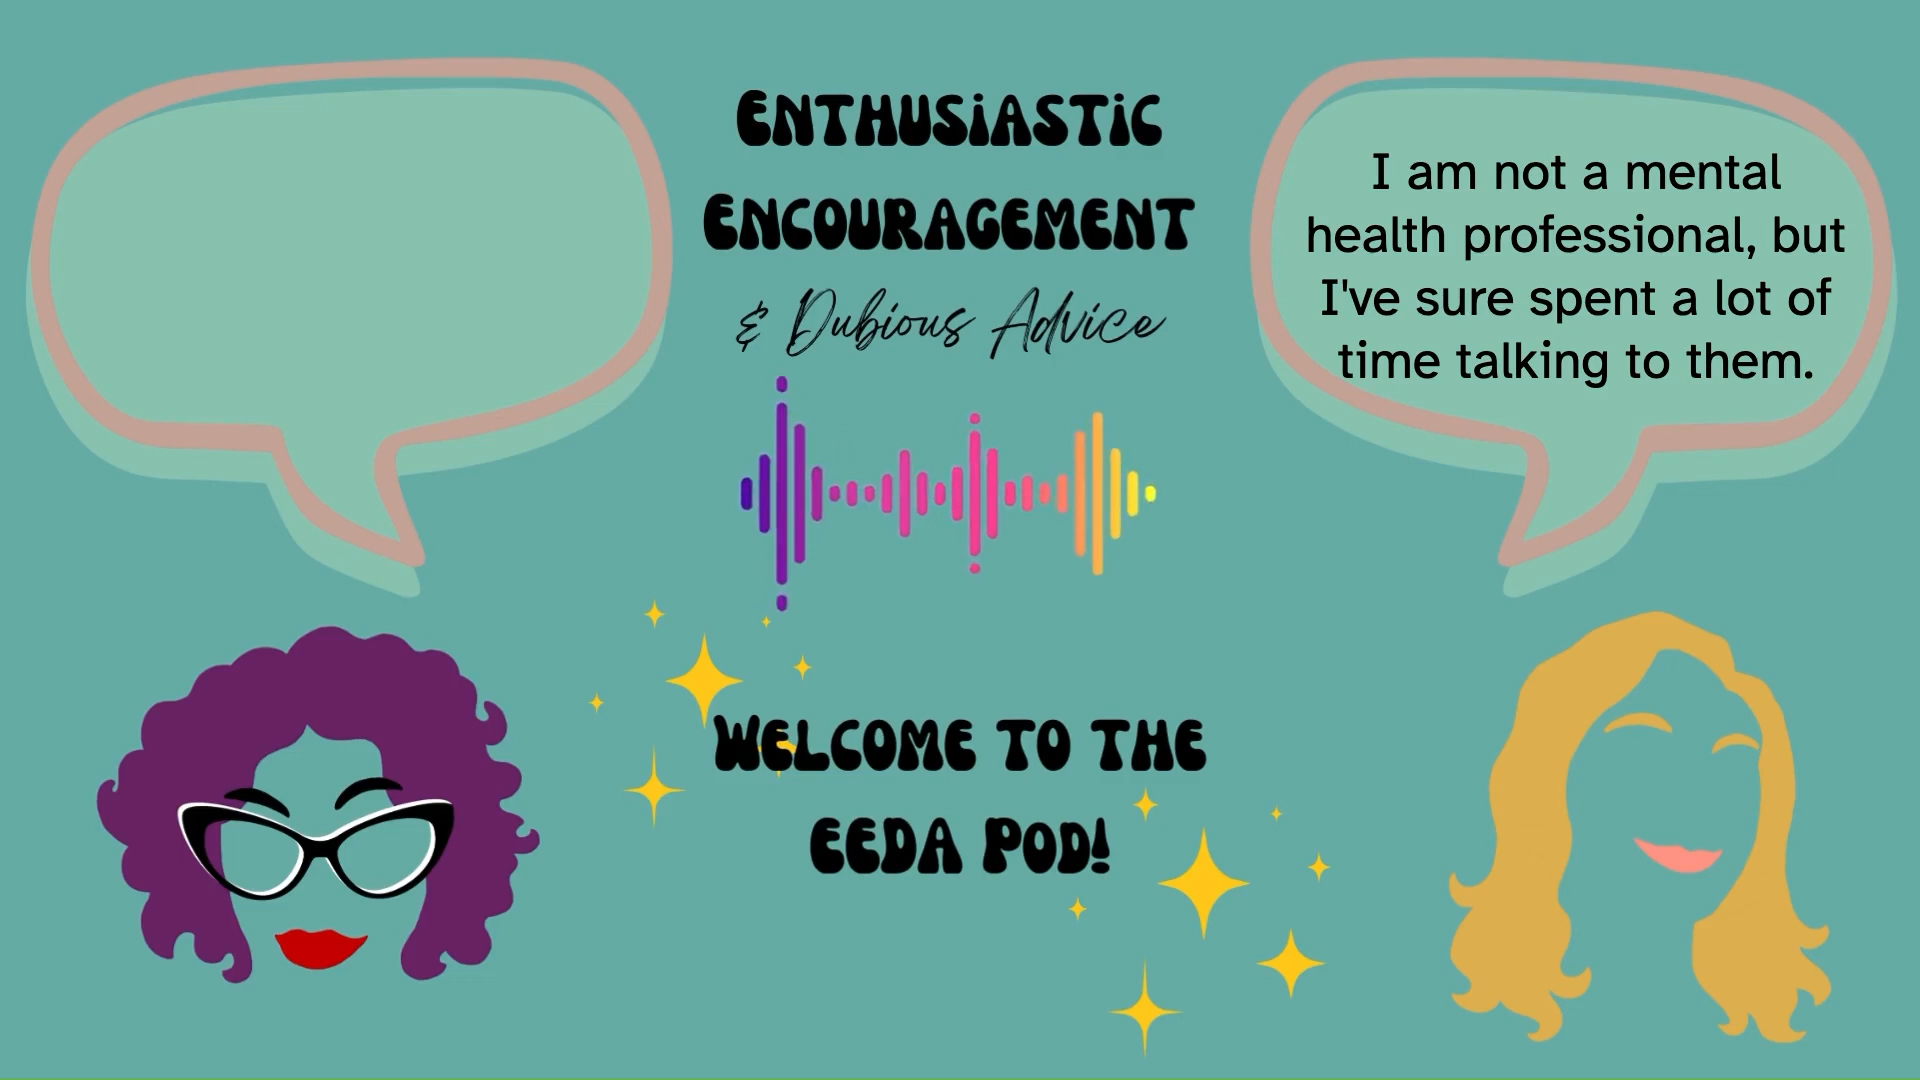 Enthusiastic
Encouragement
& Dubious Advice
I am not a mental
health professional, but
I've sure spent a lot of
time talking to them.
Welcome to the
EEDA Pod!